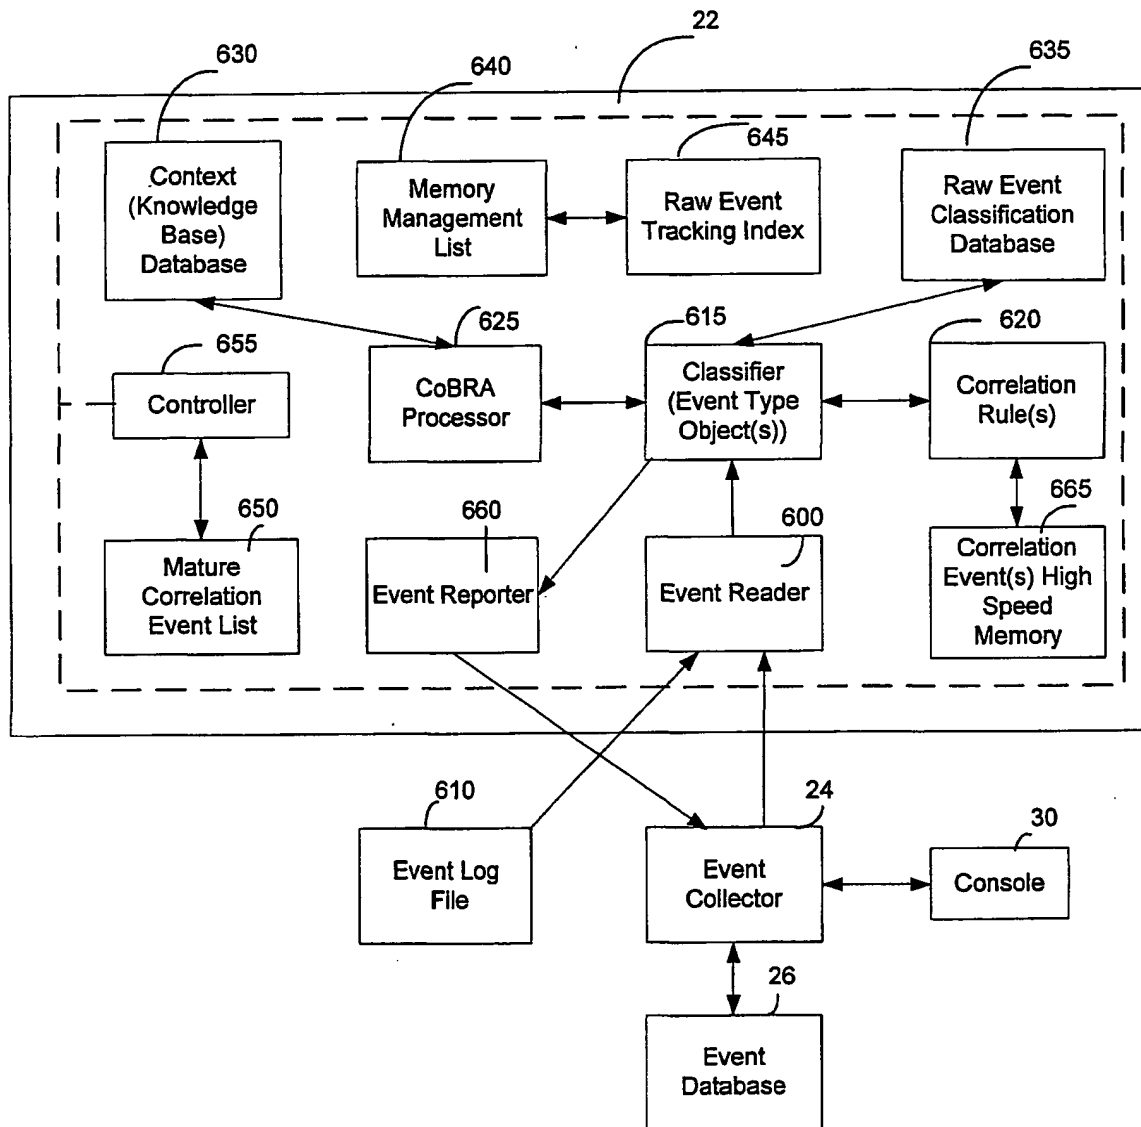 22
630
640
635
645
Context
(Knowledge
Base)
Database
Memory
Management
List
Raw Event
Tracking Index
Raw Event
Classification
Database
655
625
615
620
Controller
CoBRA
Processor
Classifier
(Event Type
Object(s))
Correlation
Rule(s)
650
660
600
665
Mature
Correlation
Event List
Event Reporter
Event Reader
Correlation
Event(s) High
Speed
Memory
610
24
30
Event Log
File
Event
Collector
Console
26
Event
Database